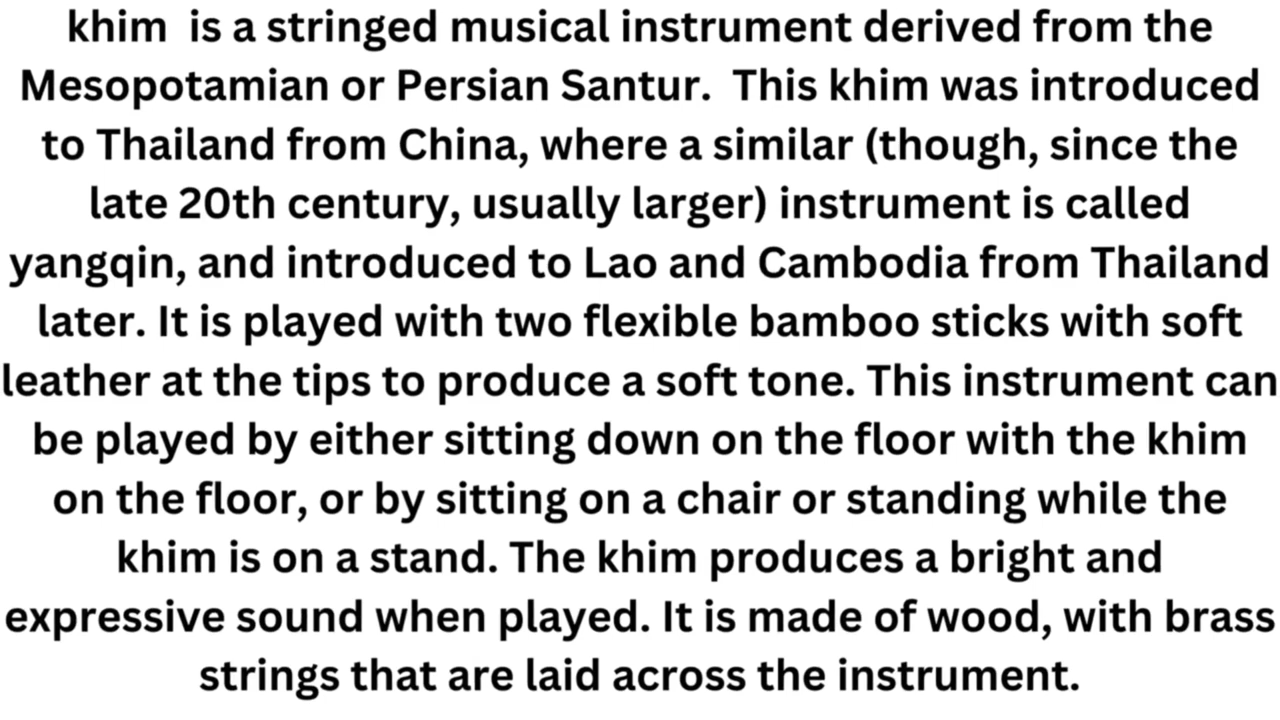 khim is a stringed musical instrument derived from the
Mesopotamian or Persian Santur. This khim was introduced
to Thailand from China, where a similar (though, since the
late 20th century, usually larger) instrument is called
yangqin, and introduced to Lao and Cambodia from Thailand
later. It is played with two flexible bamboo sticks with soft
leather at the tips to produce a soft tone. This instrument can
be played by either sitting down on the floor with the khim
on the floor, or by sitting on a chair or standing while the
khim is on a stand. The khim produces a bright and
expressive sound when played. It is made of wood, with brass
strings that are laid across the instrument.